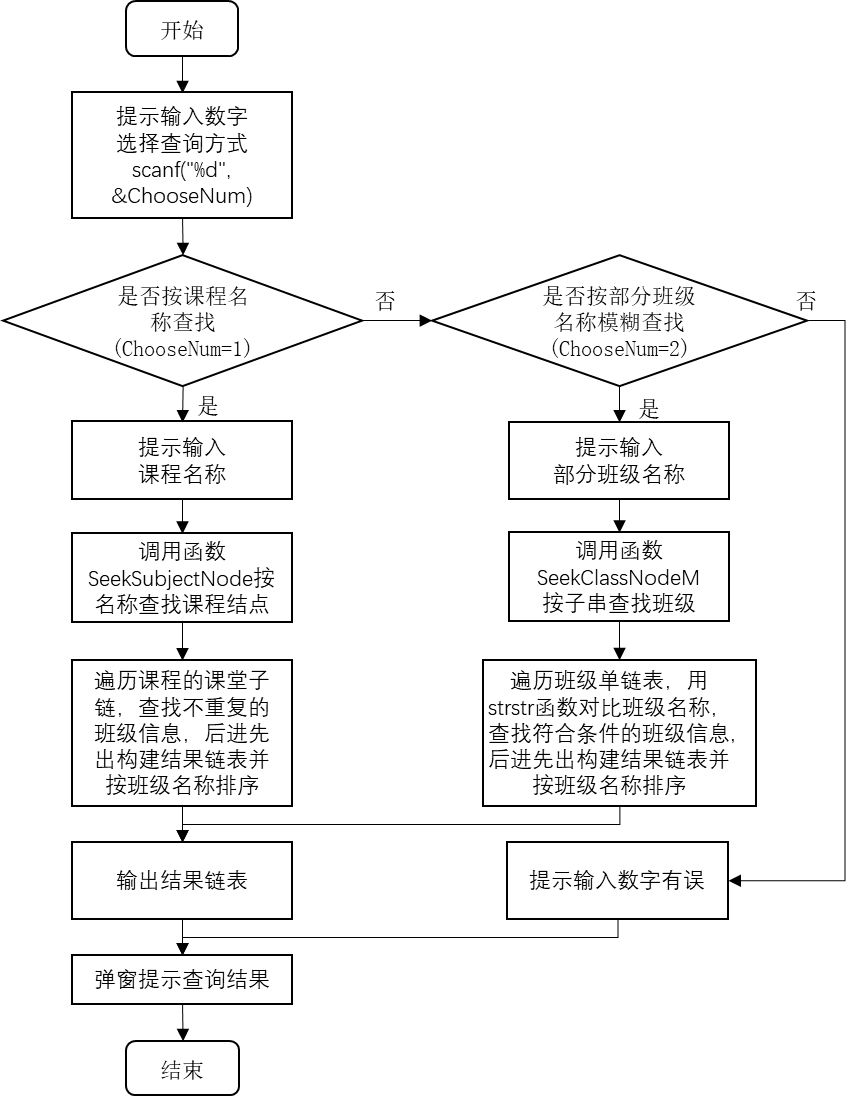 开始
提示输入数字
选择查询方式
scanf("%d",
&ChooseNum)
是否按课程名
称查找
(ChooseNum=1)
否
是否按部分班级
名称模糊查找
(ChooseNum=2)
否
是
是
提示输入
课程名称
提示输入
部分班级名称
调用函数
SeekSubjectNode按
名称查找课程结点
调用函数
SeekClassNodeM
按子串查找班级
遍历课程的课堂子
链，查找不重复的
班级信息，后进先
出构建结果链表并
按班级名称排序
遍历班级单链表，用
strstr函数对比班级名称，
查找符合条件的班级信息，
后进先出构建结果链表并
按班级名称排序
输出结果链表
提示输入数字有误
弹窗提示查询结果
结束